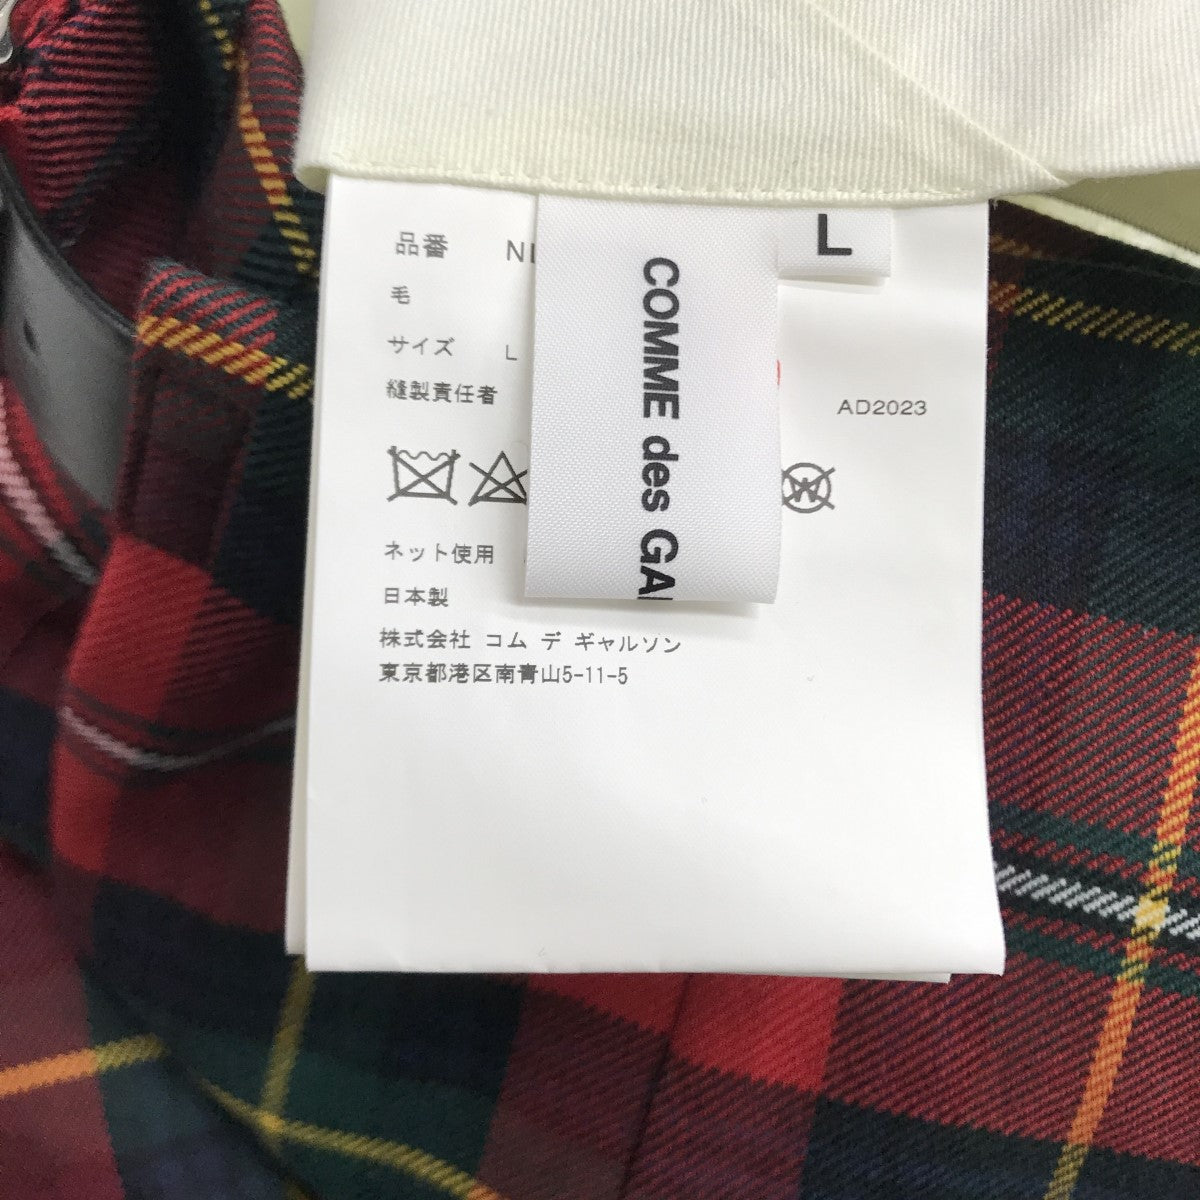 品番 NL
毛
サイズ L
縫製責任者
AD2023
ネット使用
日本製
株式会社 コム デ ギャルソン
東京都港区南青山5-11-5
COMME des GA
L